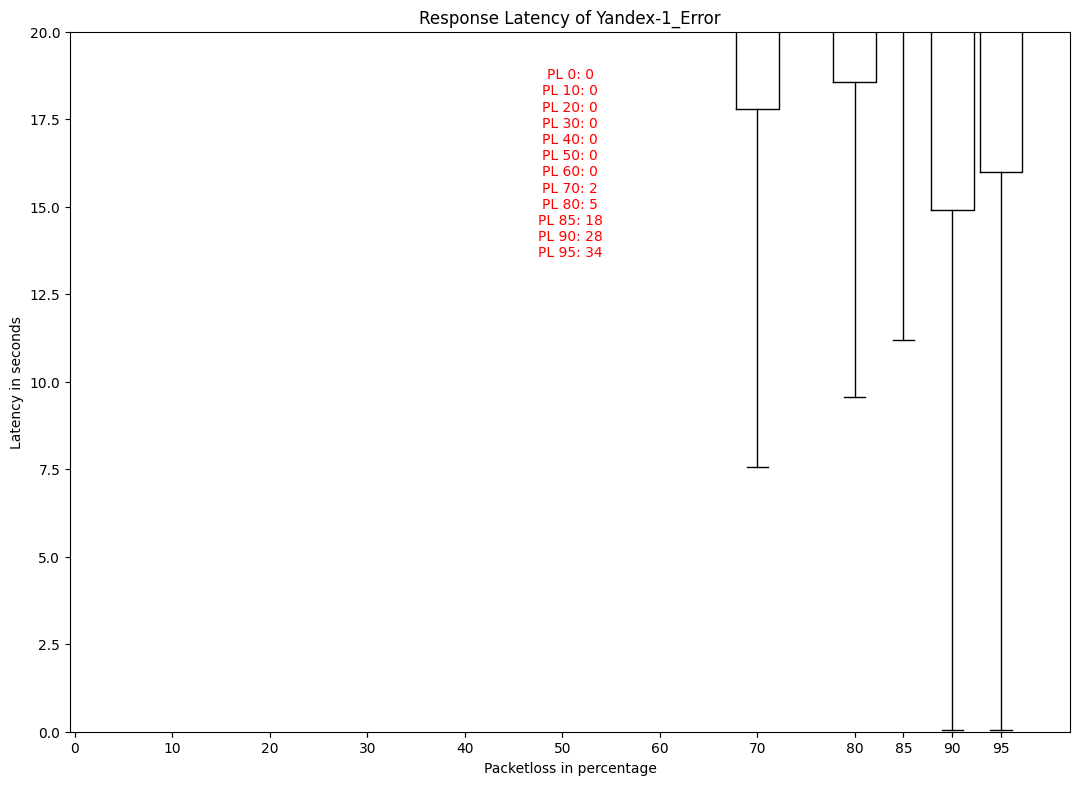 Response Latency of Yandex-1_Error
20.0
17.5
15.0
12.5
10.0
7.5
5.0
2.5
0.0
Latency in seconds
PL 0: 0
PL 10: 0
PL 20: 0
PL 30: 0
PL 40: 0
PL 50: 0
PL 60: 0
PL 70: 2
PL 80: 5
PL 85: 18
PL 90: 28
PL 95: 34
0 10 20 30 40 50 60 70 80 85 90 95
Packetloss in percentage